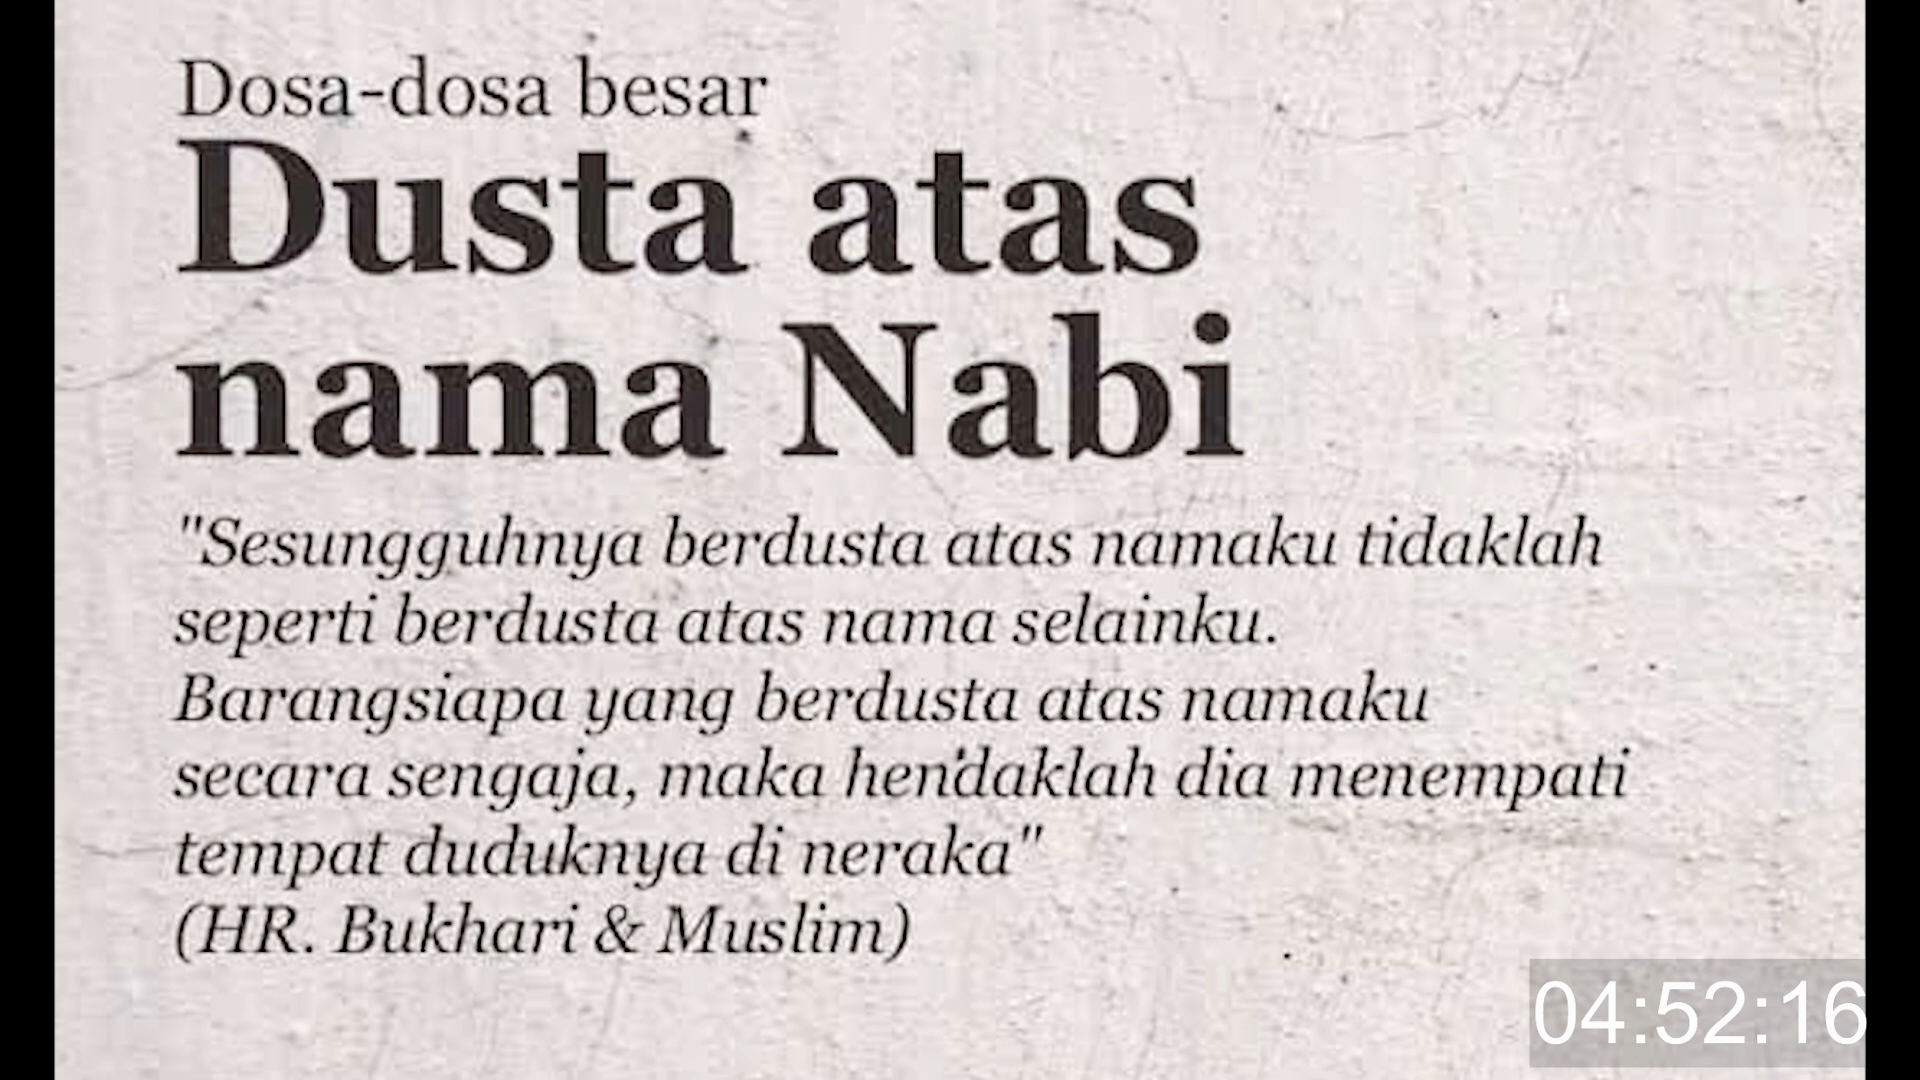 Dosa-dosa besar
Dusta atas
nama Nabi
"Sesungguhnya berdusta atas namaku tidaklah
seperti berdusta atas nama selainku.
Barangsiapa yang berdusta atas namaku
secara sengaja, maka hendaklah dia menempati
tempat duduknya di neraka"
(HR. Bukhari & Muslim)
04:52:16